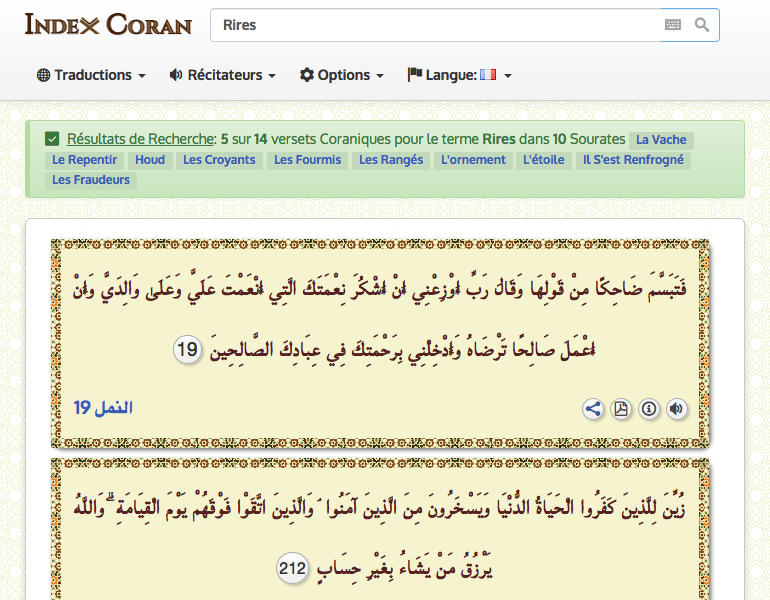 INDEX CORAN
Rires
Traductions
Récitateurs
Options
Langue:
Résultats de Recherche: 5 sur 14 versets Coraniques pour le terme Rires dans 10 Sourates La Vache
Le Repentir Houd Les Croyants Les Fourmis Les Rangés L'ornement L'étoile Il S'est Renfrogné
Les Fraudeurs
فَتَبَسَّمَ ضَاحِكًا مِنْ قَوْلِهَا وَقَالَ رَبِّ أَوْزِعْنِي أَنْ أَشْكُرَ نِعْمَتَكَ الَّتِي أَنْعَمْتَ عَلَيَّ وَعَلَىٰ وَالِدَيَّ وَأَنْ
أَعْمَلَ صَالِحًا تَرْضَاهُ وَأَدْخِلْنِي بِرَحْمَتِكَ فِي عِبَادِكَ الصَّالِحِينَ 19
النمل 19
زُيِّنَ لِلَّذِينَ كَفَرُوا الْحَيَاةُ الدُّنْيَا وَيَسْخَرُونَ مِنَ الَّذِينَ آمَنُوا ۘ وَالَّذِينَ اتَّقَوْا فَوْقَهُمْ يَوْمَ الْقِيَامَةِ ۗ وَاللَّهُ
يَرْزُقُ مَنْ يَشَاءُ بِغَيْرِ حِسَابٍ 212